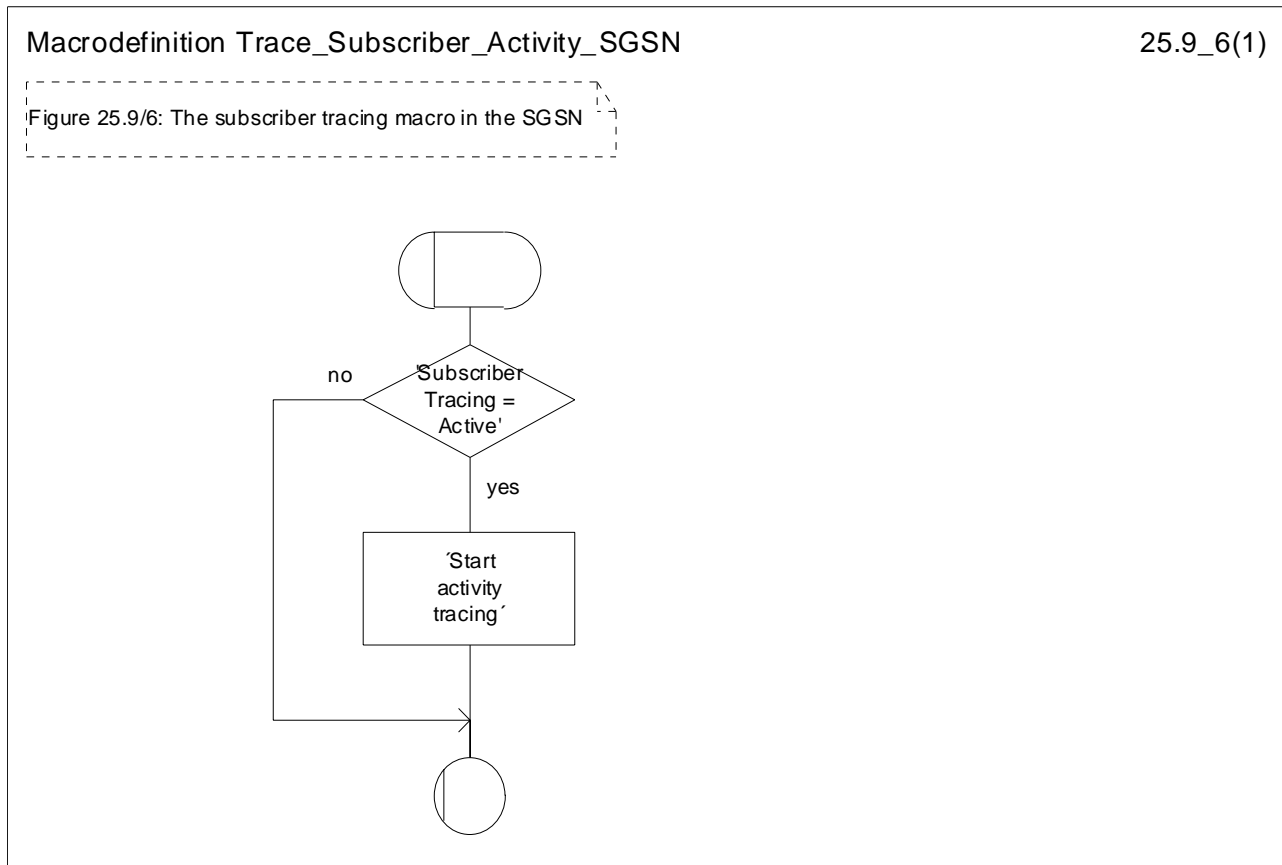 Macrodefinition Trace_Subscriber_Activity_SGSN
25.9_6(1)
Figure 25.9/6: The subscriber tracing macro in the SGSN
no
'Subscriber
Tracing =
Active'
yes
´Start
activity
tracing´